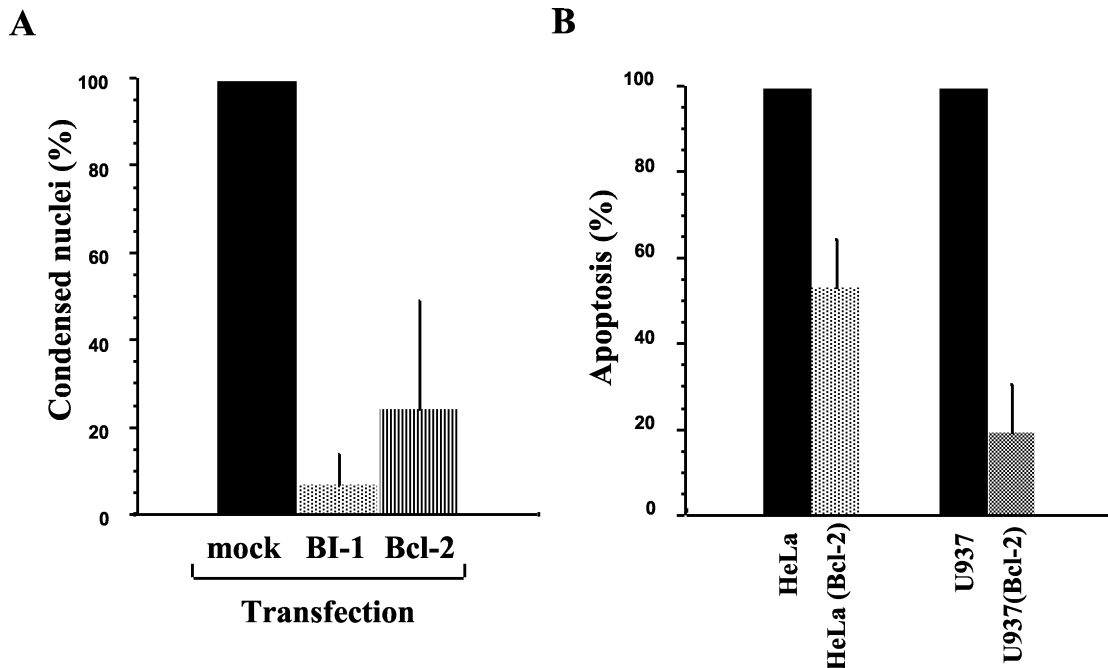 A
Condensed nuclei (%)
100
80
60
40
20
0
mock BI-1 Bcl-2
Transfection
B
Apoptosis (%)
100
80
60
40
20
0
HeLa
HeLa (Bcl-2)
U937
U937(Bcl-2)